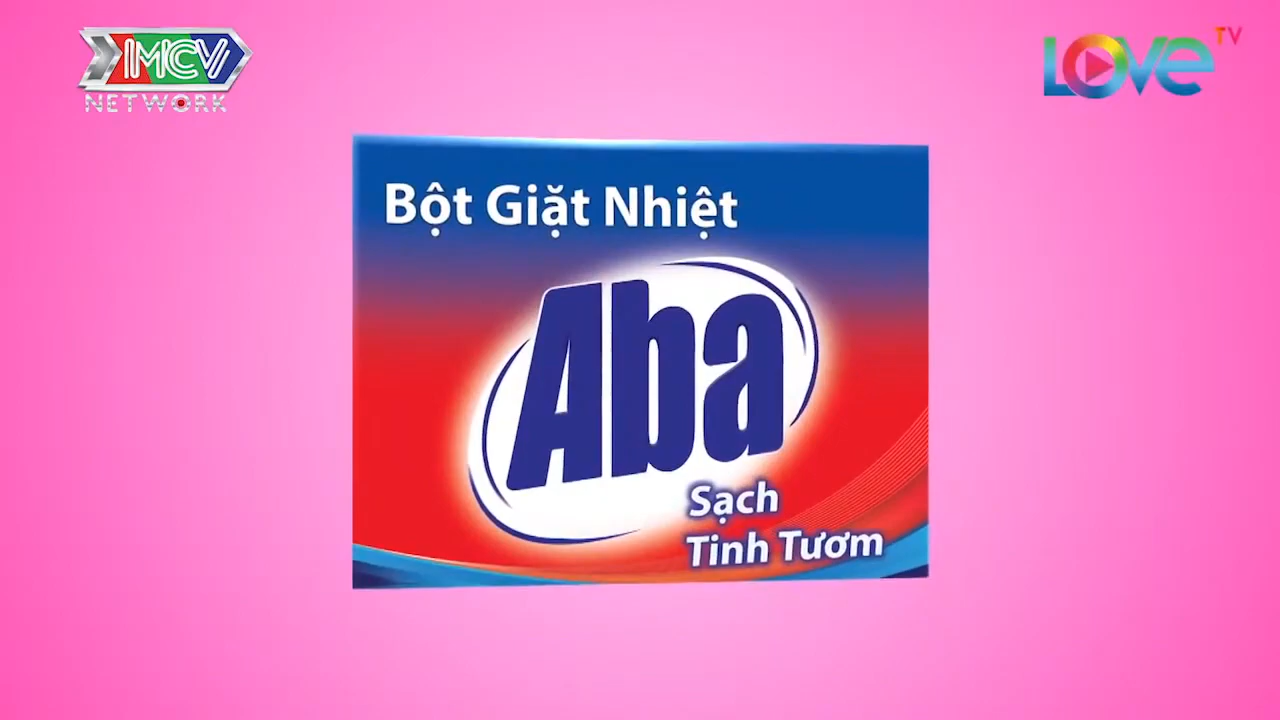 MCV
NETWORK
LOVE TV
Bột Giặt Nhiệt
Aba
Sạch
Tinh Tươm